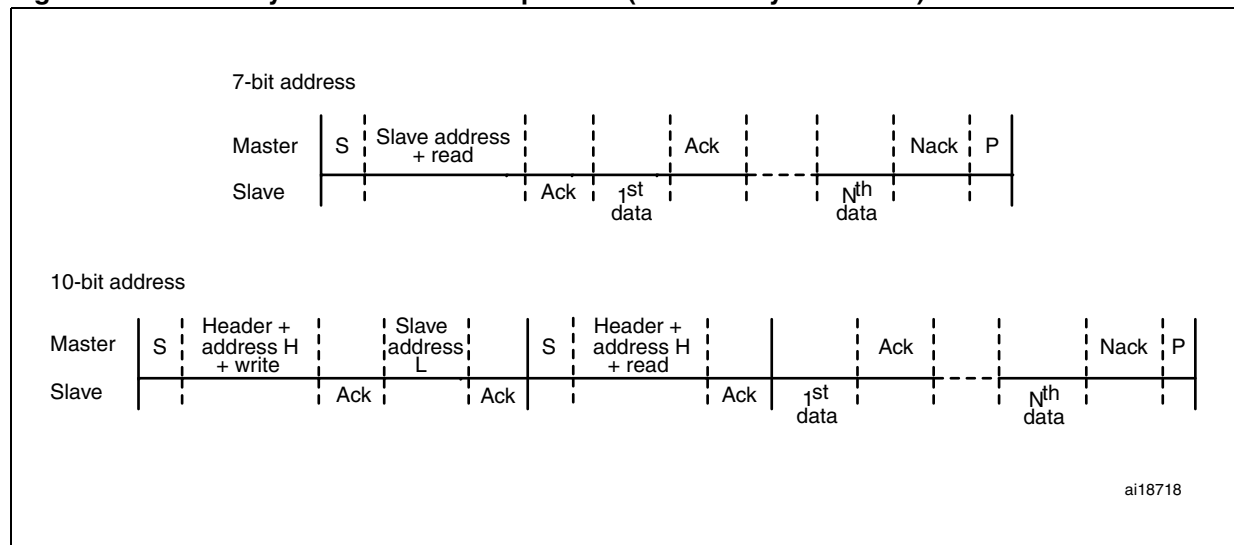 7-bit address
Master S Slave address + read Ack Nack P
Slave Ack 1st data Nth data
10-bit address
Master S Header + address H + write Slave address L S Header + address H + read Ack Nack P
Slave Ack Ack Ack 1st data Nth data
ai18718